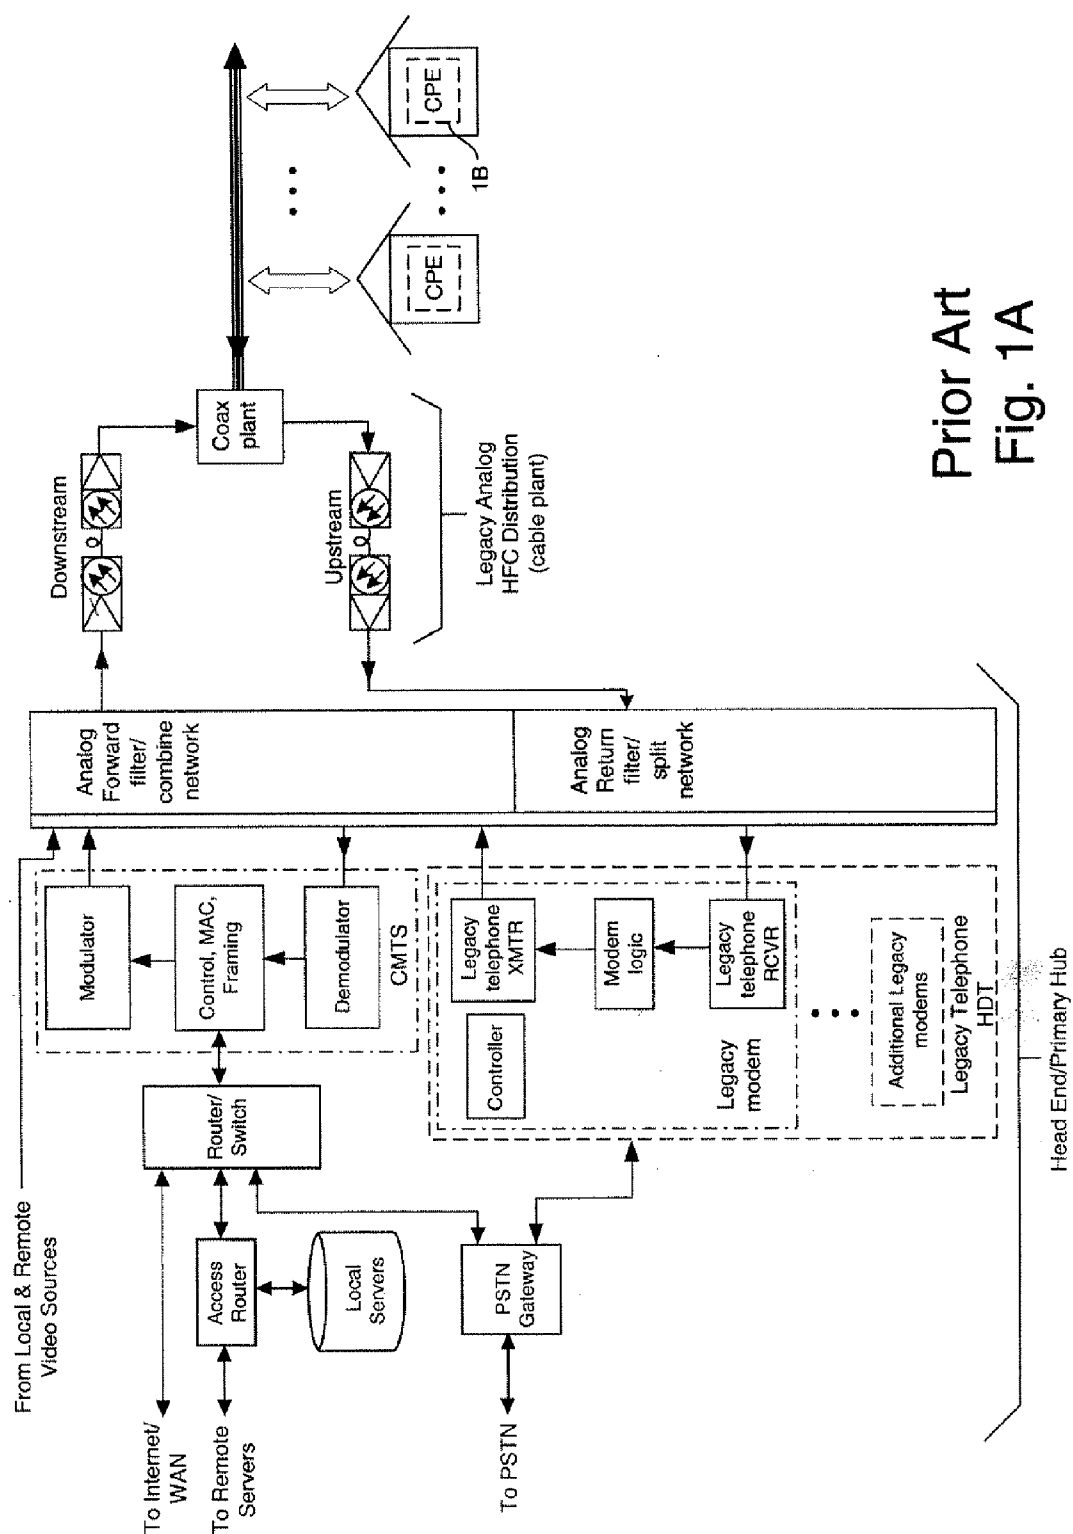 From Local & Remote
Video Sources
To Internet/
WAN
To Remote
Servers
To PSTN
Access
Router
Local
Servers
PSTN
Gateway
Router/
Switch
Modulator
Control, MAC,
Framing
Demodulator
CMTS
Controller
Legacy
telephone
XMTR
Modem
logic
Legacy
telephone
RCVR
Legacy
modem
Additional Legacy
modems
Legacy Telephone
HDT
Head End/Primary Hub
Analog
Forward
filter/
combine
network
Analog
Return
filter/
split
network
Downstream
Upstream
Coax
plant
Legacy Analog
HFC Distribution
(cable plant)
CPE
CPE
1B
Prior Art
Fig. 1A